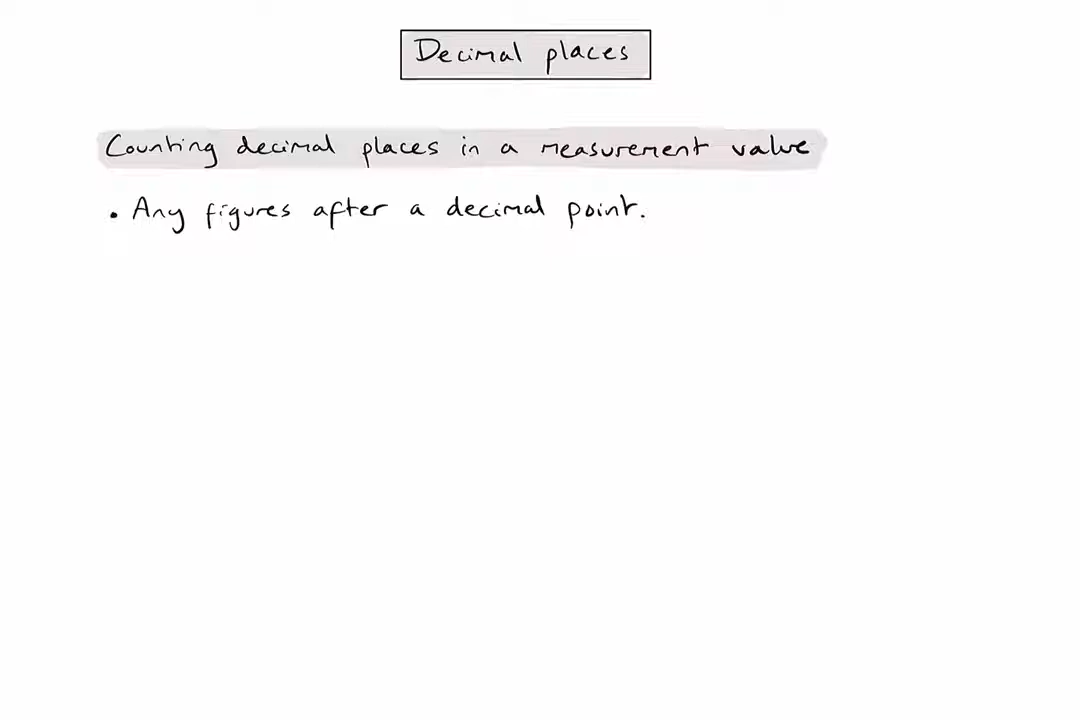 Decimal places
Counting decimal places in a measurement value
• Any figures after a decimal point.